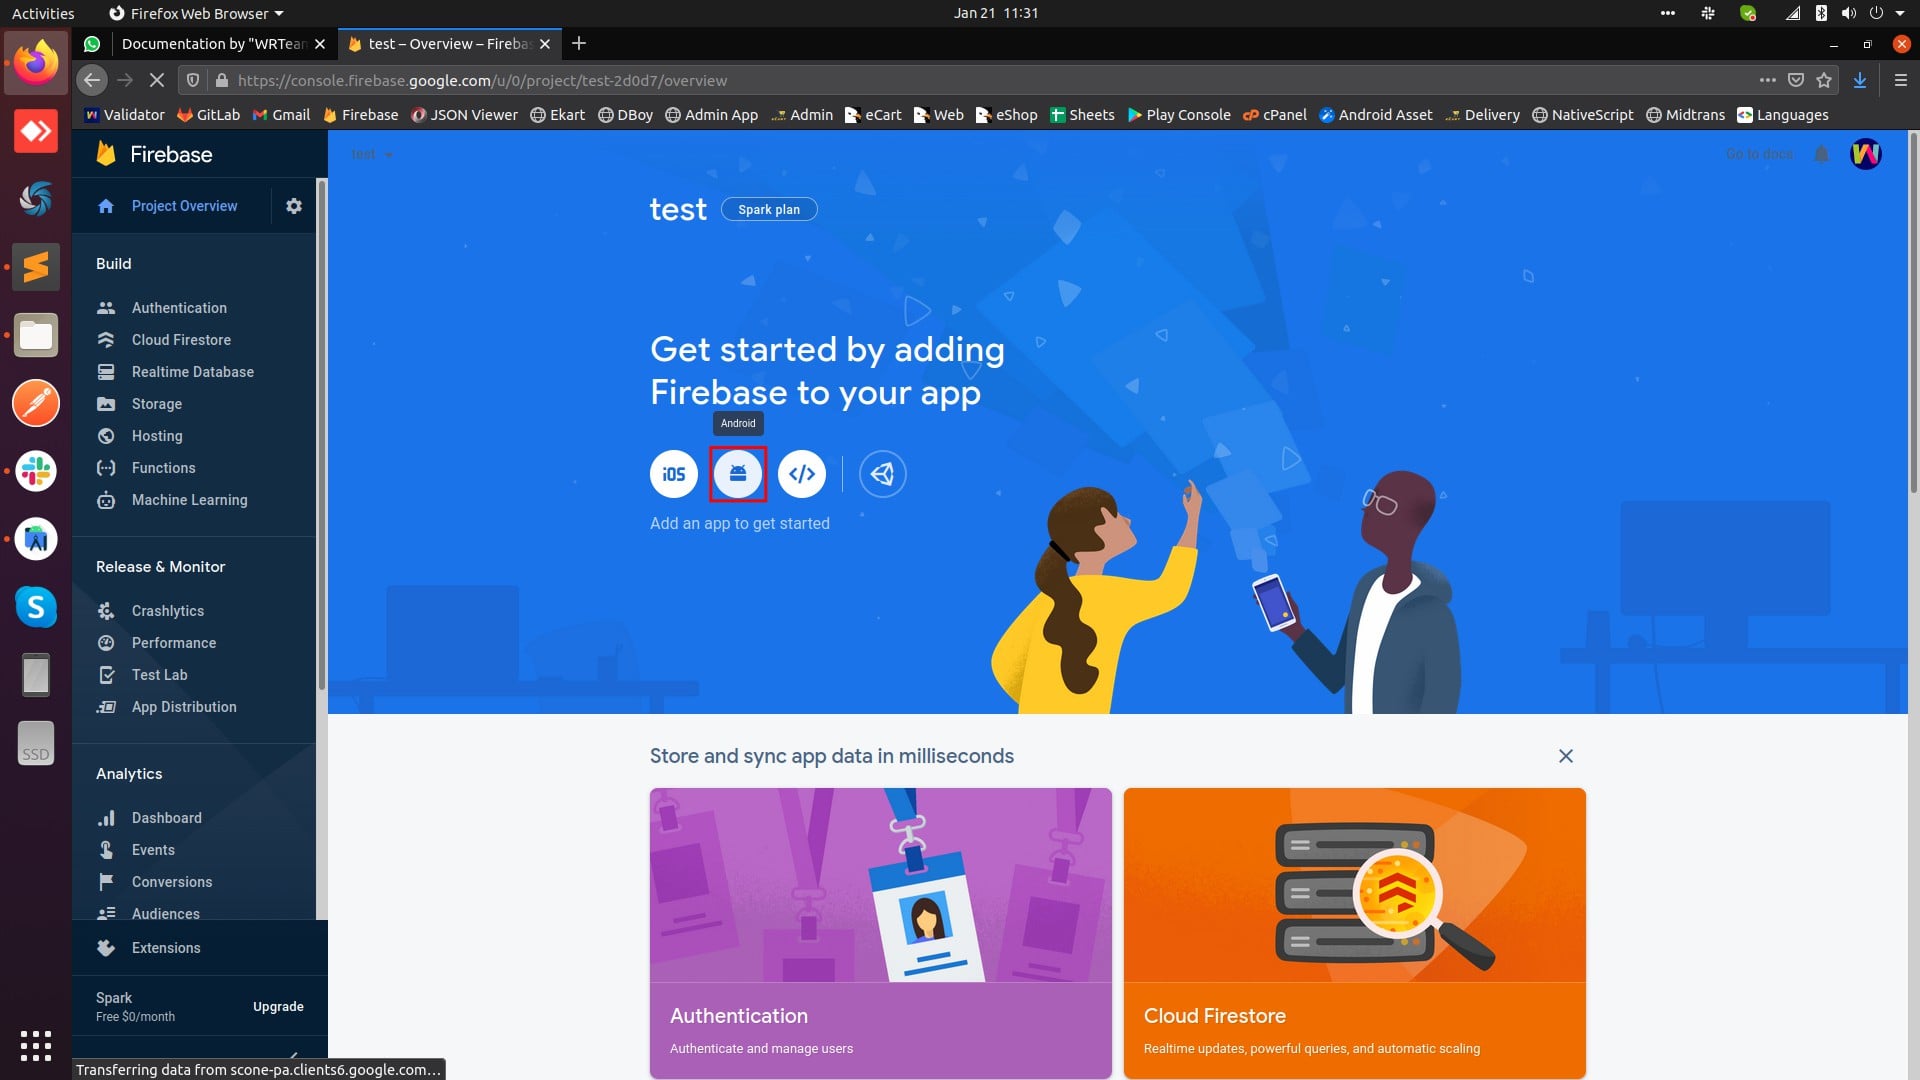 Activities
Firefox Web Browser
Jan 21 11:31
Documentation by "WRTea
test – Overview – Fireba
https://console.firebase.google.com/u/0/project/test-2d0d7/overview
Validator
GitLab
Gmail
Firebase
JSON Viewer
Ekart
DBoy
Admin App
Admin
eCart
Web
eShop
Sheets
Play Console
cPanel
Android Asset
Delivery
NativeScript
Midtrans
Languages
Firebase
test
Go to docs
Project Overview
test
Spark plan
Build
Authentication
Cloud Firestore
Realtime Database
Storage
Hosting
Functions
Machine Learning
Get started by adding
Firebase to your app
Android
iOS
Add an app to get started
Release & Monitor
Crashlytics
Performance
Test Lab
App Distribution
SSD
Analytics
Dashboard
Events
Conversions
Audiences
Extensions
Spark
Free $0/month
Upgrade
Store and sync app data in milliseconds
Authentication
Authenticate and manage users
Cloud Firestore
Realtime updates, powerful queries, and automatic scaling
Transferring data from scone-pa.clients6.google.com…